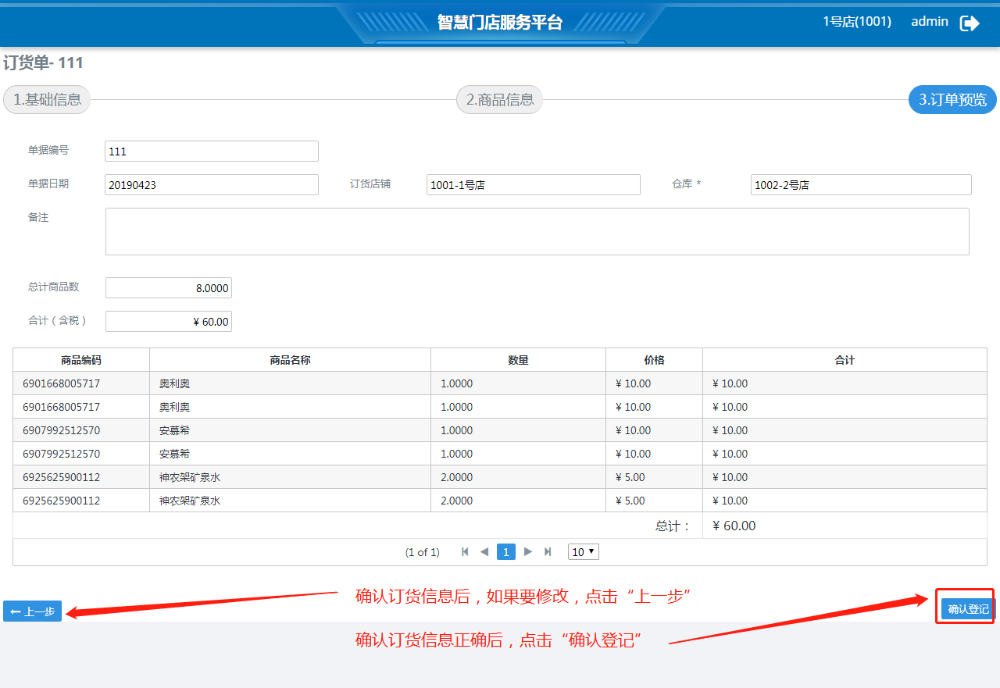 智慧门店服务平台 1号店(1001) admin
订货单- 111
1.基础信息 2.商品信息 3.订单预览
单据编号 111
单据日期 20190423 订货店铺 1001-1号店 仓库 * 1002-2号店
备注
总计商品数 8.0000
合计（含税） ¥ 60.00
商品编码 商品名称 数量 价格 合计
6901668005717 奥利奥 1.0000 ¥ 10.00 ¥ 10.00
6901668005717 奥利奥 1.0000 ¥ 10.00 ¥ 10.00
6907992512570 安慕希 1.0000 ¥ 10.00 ¥ 10.00
6907992512570 安慕希 1.0000 ¥ 10.00 ¥ 10.00
6925625900112 神农架矿泉水 2.0000 ¥ 5.00 ¥ 10.00
6925625900112 神农架矿泉水 2.0000 ¥ 5.00 ¥ 10.00
总计： ¥ 60.00
(1 of 1) 1 10
确认订货信息后，如果要修改，点击“上一步”
上一步 确认登记
确认订货信息正确后，点击“确认登记”